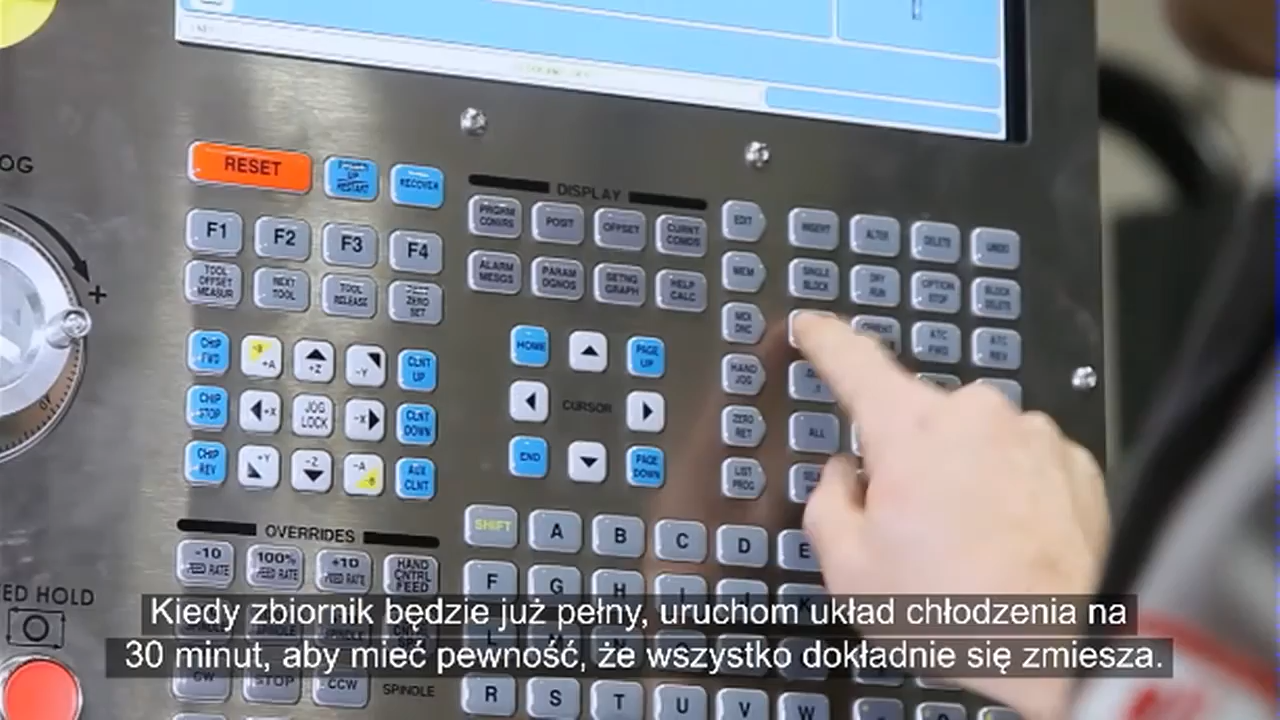 OG
RESET
RECOVER
DISPLAY
F1 F2 F3 F4
PRGRM CONVRS
POSIT
OFFSET
CURNT COMDS
EDIT
INSERT
ALTER
DELETE
UNDO
TOOL OFFSET MEASUR
NEXT TOOL
TOOL RELEASE
ZERO SET
ALARM MESGS
PARAM DGNOS
SETNG GRAPH
HELP CALC
MEM
SINGLE BLOCK
DRY RUN
OPTION STOP
BLOCK DELETE
+
CHIP FWD
+A
+Z
-Y
CLNT UP
HOME
PAGE UP
MDI DNC
ATC FWD
ATC REV
CHIP STOP
+X
JOG LOCK
-X
CLNT DOWN
CURSOR
HAND JOG
CHIP REV
+Y
-Z
-A
-B
AUX CLNT
END
PAGE DOWN
ZERO RET
ALL
LIST PROG
OVERRIDES
SHIFT A B C D E
-10 FEED RATE
100% FEED RATE
+10 FEED RATE
HAND CNTRL FEED
F G H
ED HOLD
Kiedy zbiornik będzie już pełny, uruchom układ chłodzenia na
30 minut, aby mieć pewność, że wszystko dokładnie się zmiesza.
CW STOP CCW SPINDLE
R S T U V W